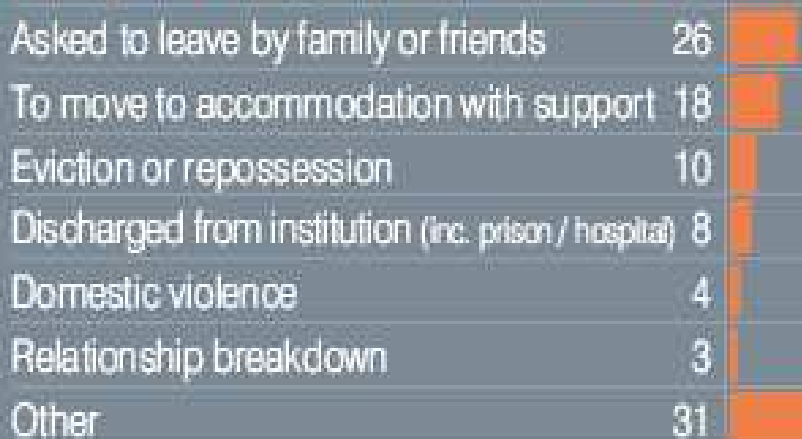 Asked to leave by family or friends 26
To move to accommodation with support 18
Eviction or repossession 10
Discharged from institution (inc. prison / hospital) 8
Domestic violence 4
Relationship breakdown 3
Other 31